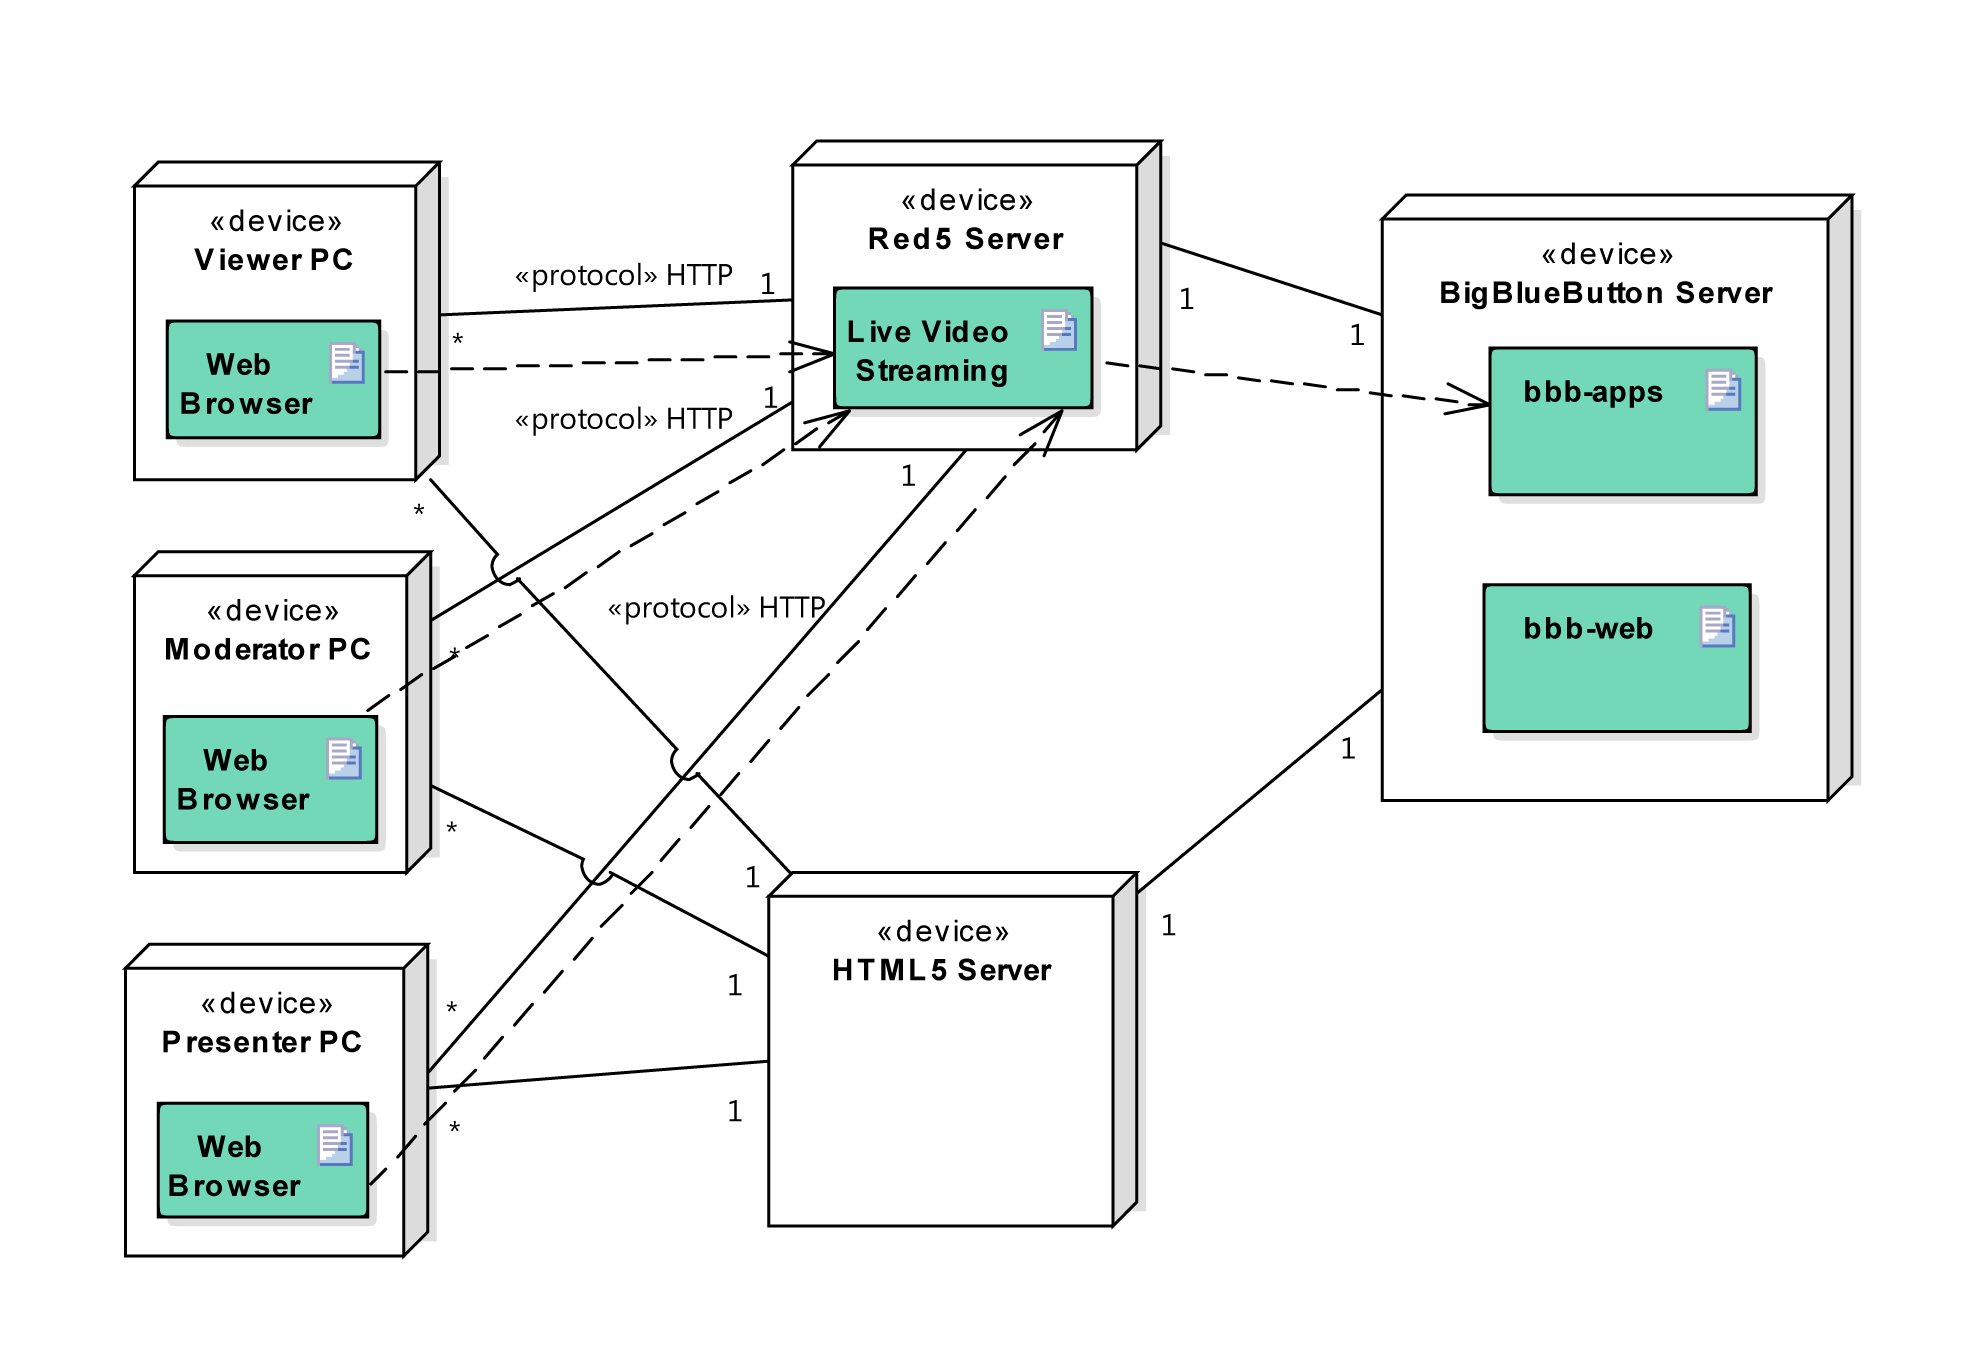 «device»
Viewer PC
Web
Browser
«protocol» HTTP
1
*
«device»
Red5 Server
Live Video
Streaming
1
1
«device»
BigBlueButton Server
bbb-apps
bbb-web
«protocol» HTTP
1
*
1
«device»
Moderator PC
*
Web
Browser
«protocol» HTTP
*
1
1
1
*
1
«device»
Presenter PC
Web
Browser
*
1
«device»
HTML5 Server